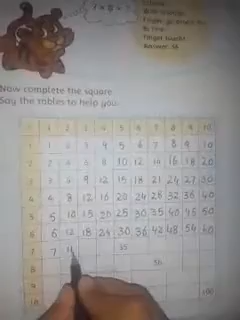 7 × 8 = ?
Answer: 56
Now complete the square.
Say the tables to help you.
1 2 3 4 5 6 7 8 9 10
1 1 2 3 4 5 6 7 8 9 10
2 2 4 6 8 10 12 14 16 18 20
3 3 6 9 12 15 18 21 24 27 30
4 4 8 12 16 20 24 28 32 36 40
5 5 10 15 20 25 30 35 40 45 50
6 6 12 18 24 30 36 42 48 54 60
7 7 35
8 56
9
10 100